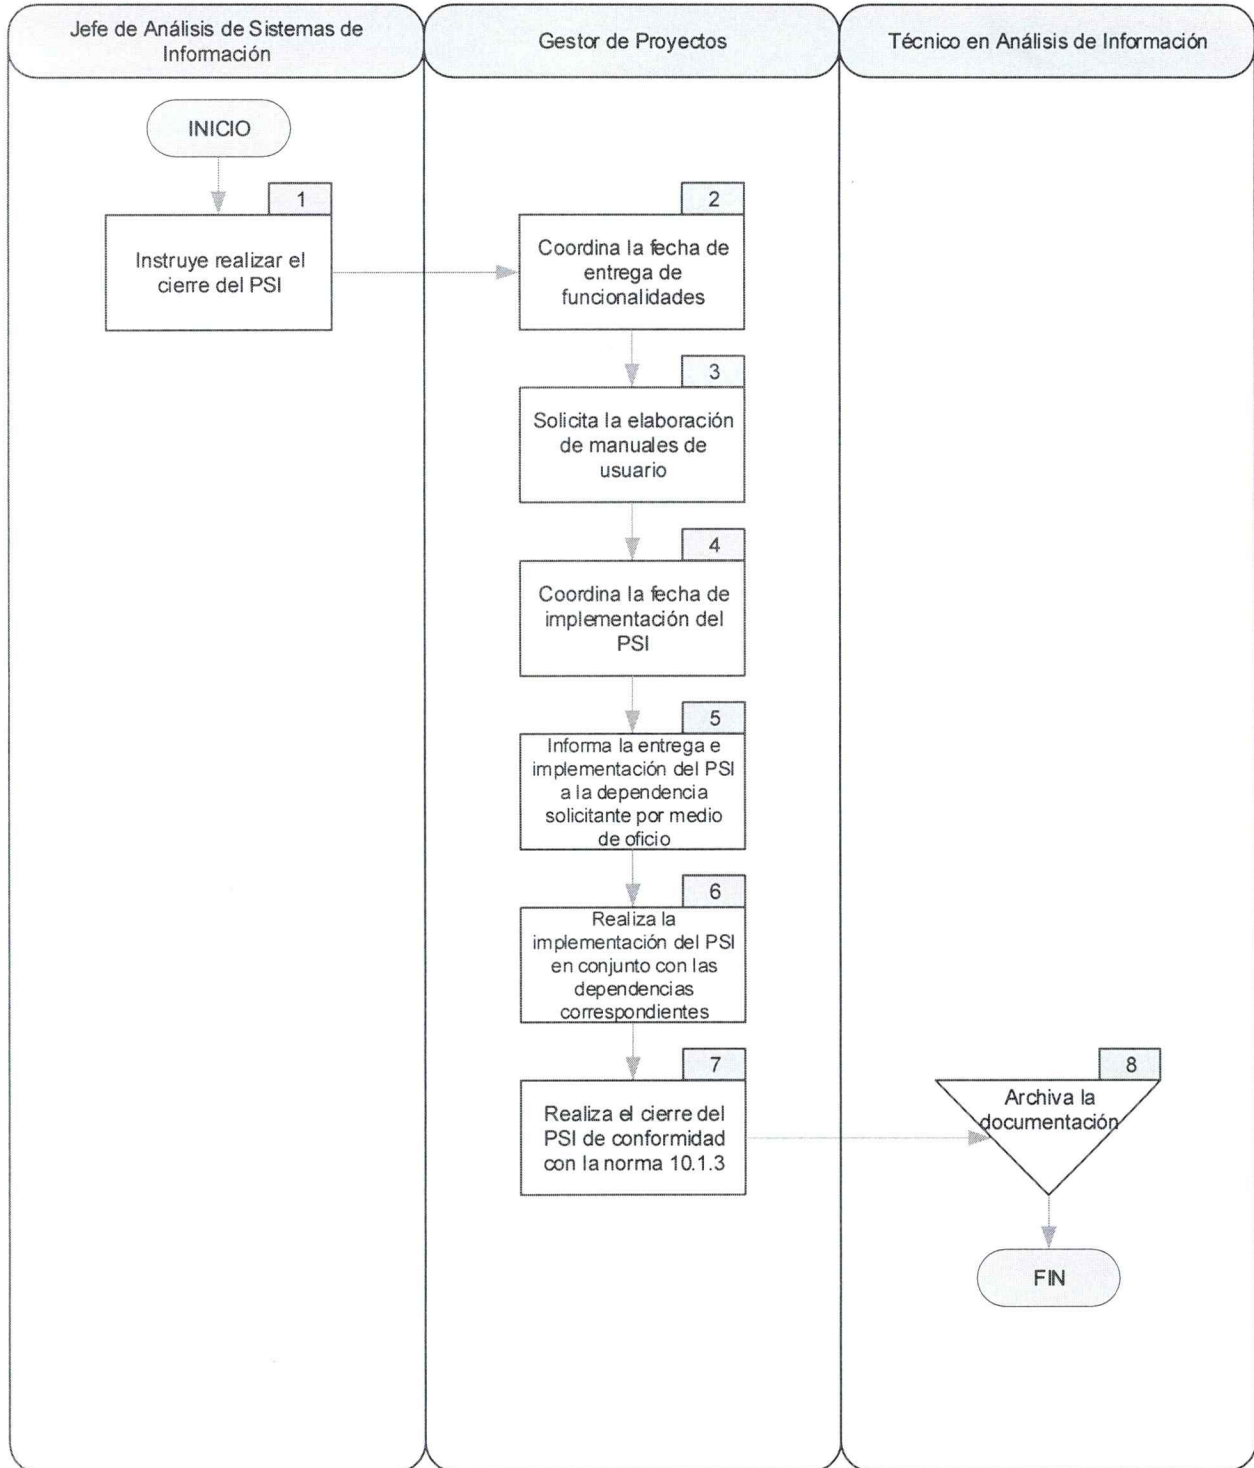 Jefe de Análisis de Sistemas de
Información
Gestor de Proyectos
Técnico en Análisis de Información
INICIO
1
Instruye realizar el
cierre del PSI
2
Coordina la fecha de
entrega de
funcionalidades
3
Solicita la elaboración
de manuales de
usuario
4
Coordina la fecha de
implementación del
PSI
5
Informa la entrega e
implementación del PSI
a la dependencia
solicitante por medio
de oficio
6
Realiza la
implementación del PSI
en conjunto con las
dependencias
correspondientes
7
Realiza el cierre del
PSI de conformidad
con la norma 10.1.3
8
Archiva la
documentación
FIN